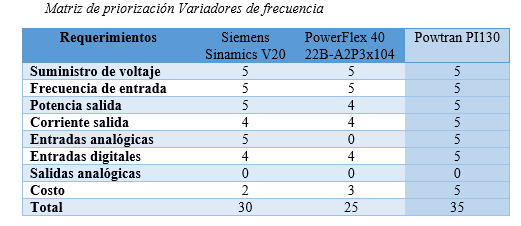 Matriz de priorización Variadores de frecuencia
Requerimientos Siemens Sinamics V20 PowerFlex 40 22B-A2P3x104 Powtran PI130
Suministro de voltaje 5 5 5
Frecuencia de entrada 5 5 5
Potencia salida 5 4 5
Corriente salida 4 4 5
Entradas analógicas 5 0 5
Entradas digitales 4 4 5
Salidas analógicas 0 0 0
Costo 2 3 5
Total 30 25 35